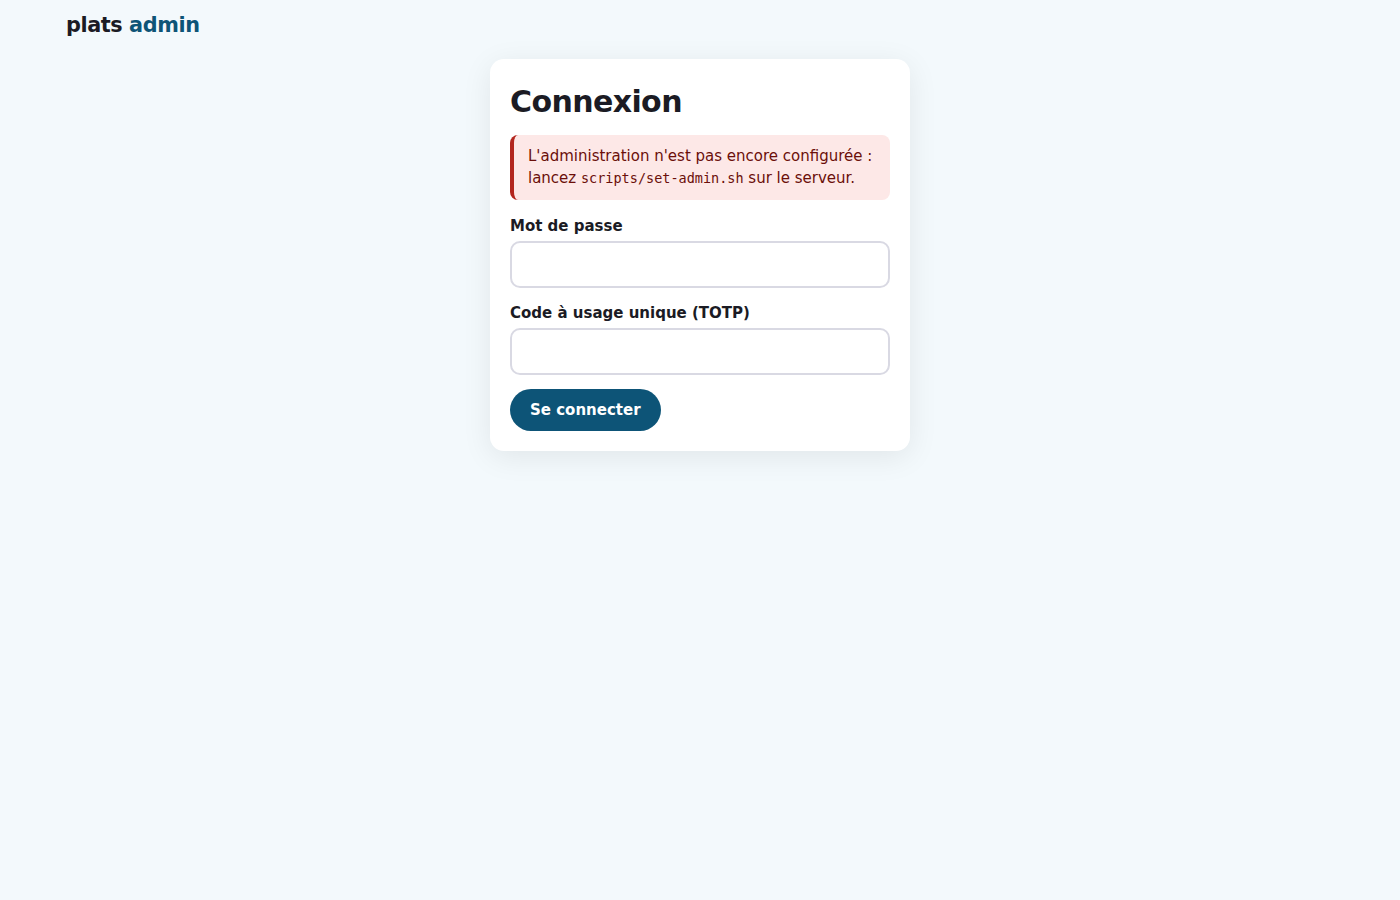 plats admin
Connexion
L'administration n'est pas encore configurée :
lancez scripts/set-admin.sh sur le serveur.
Mot de passe
Code à usage unique (TOTP)
Se connecter